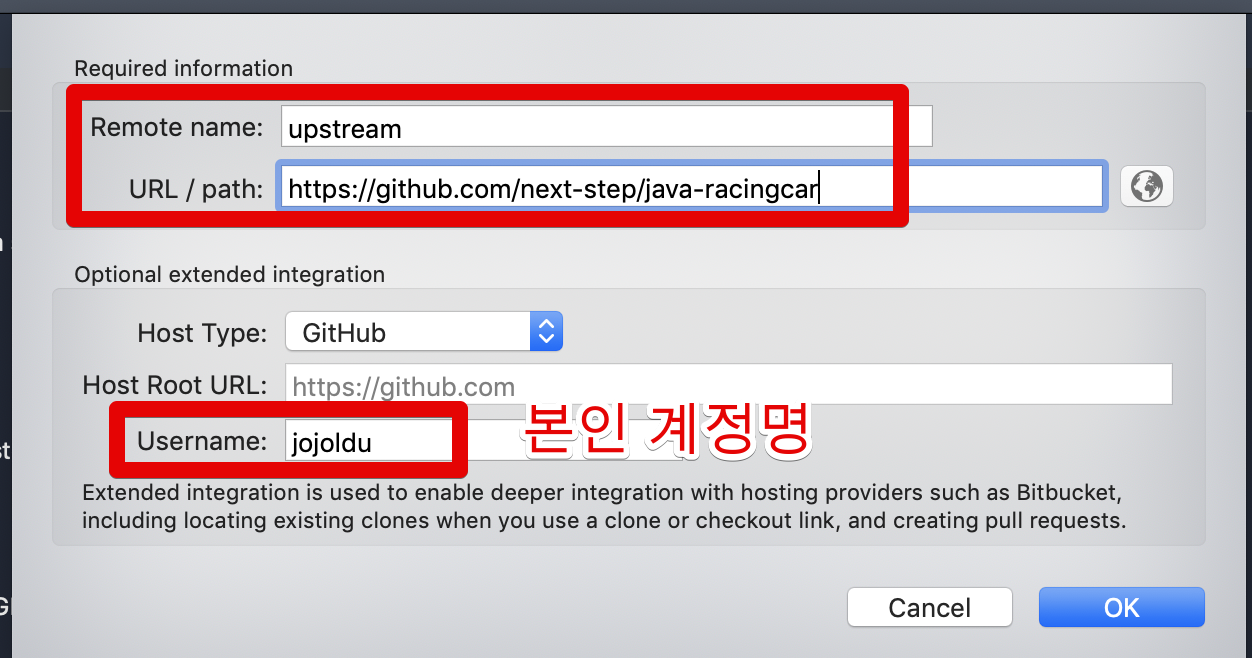 Required information
Remote name: upstream
URL / path: https://github.com/next-step/java-racingcar
Optional extended integration
Host Type: GitHub
Host Root URL: https://github.com
Username: jojoldu 본인 계정명
Extended integration is used to enable deeper integration with hosting providers such as Bitbucket,
including locating existing clones when you use a clone or checkout link, and creating pull requests.
Cancel OK